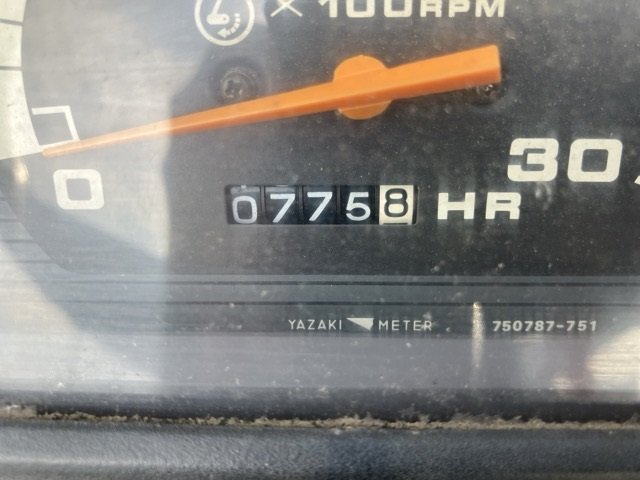 × 100RPM
0
30
07758 HR
YAZAKI METER 750787-751